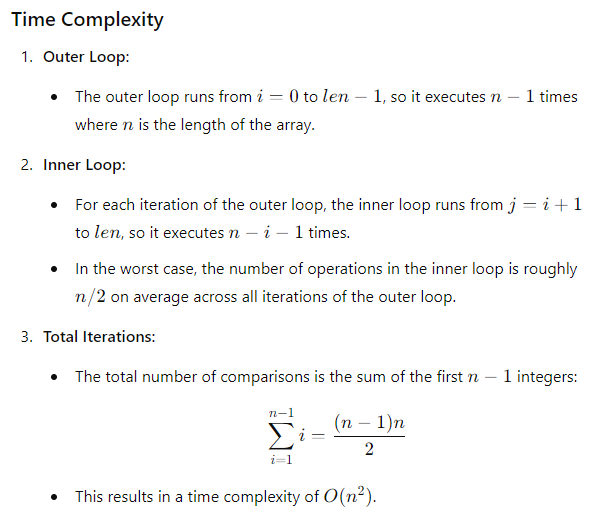 Time Complexity
1. Outer Loop:
• The outer loop runs from i = 0 to len − 1, so it executes n − 1 times
where n is the length of the array.
2. Inner Loop:
• For each iteration of the outer loop, the inner loop runs from j = i + 1
to len, so it executes n − i − 1 times.
• In the worst case, the number of operations in the inner loop is roughly
n/2 on average across all iterations of the outer loop.
3. Total Iterations:
• The total number of comparisons is the sum of the first n − 1 integers:
\sum_{i=1}^{n-1} i = \frac{(n-1)n}{2}
• This results in a time complexity of O(n²).